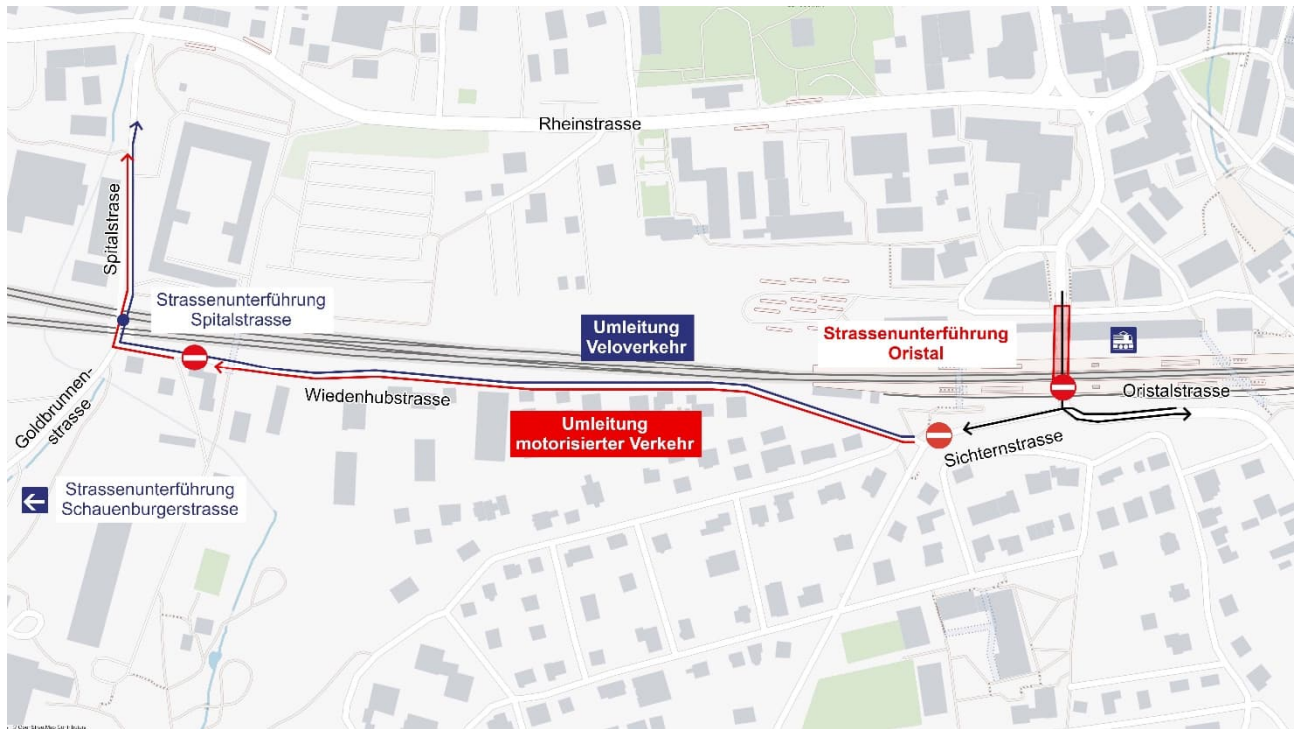 Rheinstrasse
Spitalstrase
Strassenunterführung
Spitalstrasse
Umleitung
Veloverkehr
Strassenunterführung
Oristal
Goldbrunnen-
strasse
Wiedenhubstrasse
Oristalstrasse
Umleitung
motorisierter Verkehr
Sichternstrasse
Strassenunterführung
Schauenburgerstrasse